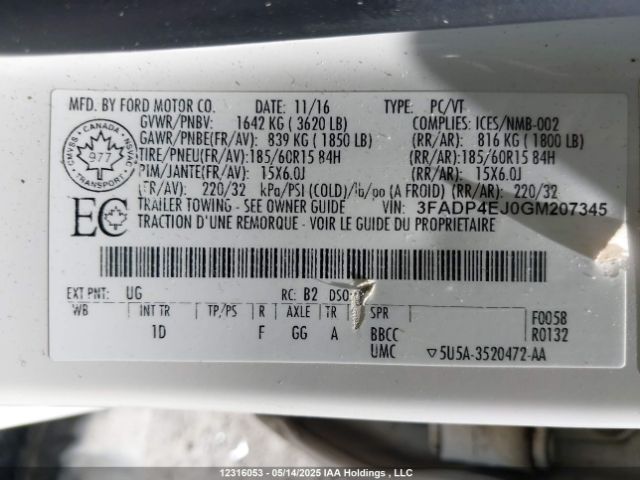 MFD. BY FORD MOTOR CO. DATE: 11/16 TYPE: PC/VT
GVWR/PNBV: 1642 KG ( 3620 LB) COMPLIES: ICES/NMB-002
GAWR/PNBE(FR/AV): 839 KG ( 1850 LB) (RR/AR): 816 KG ( 1800 LB)
TIRE/PNEU(FR/AV):185/60R15 84H (RR/AR):185/60R15 84H
RIM/JANTE(FR/AV): 15X6.0J (RR/AR): 15X6.0J
(FR/AV): 220/32 kPa/PSI (COLD)/lb/po (A FROID) (RR/AR): 220/32
TRAILER TOWING - SEE OWNER GUIDE VIN: 3FADP4EJ0GM207345
TRACTION D'UNE REMORQUE - VOIR LE GUIDE DU PROPRIETAIRE
CANADA
CMVSS NSVAC
977
TRANSPORT
EC
EXT PNT: UG RC: B2 DSO:
WB INT TR TP/PS R AXLE TR SPR F0058
1D F GG A BBCC R0132
UMC ▽5U5A-3520472-AA
12316053 - 05/14/2025 IAA Holdings , LLC